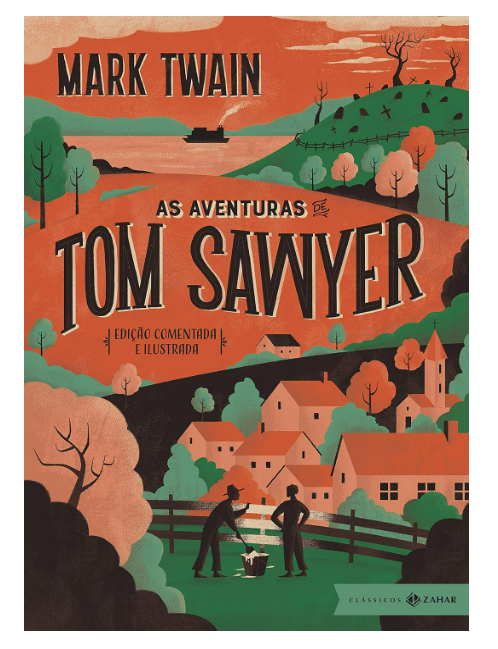 MARK TWAIN
AS AVENTURAS DE
TOM SAWYER
EDIÇÃO COMENTADA
E ILUSTRADA
CLÁSSICOS ZAHAR